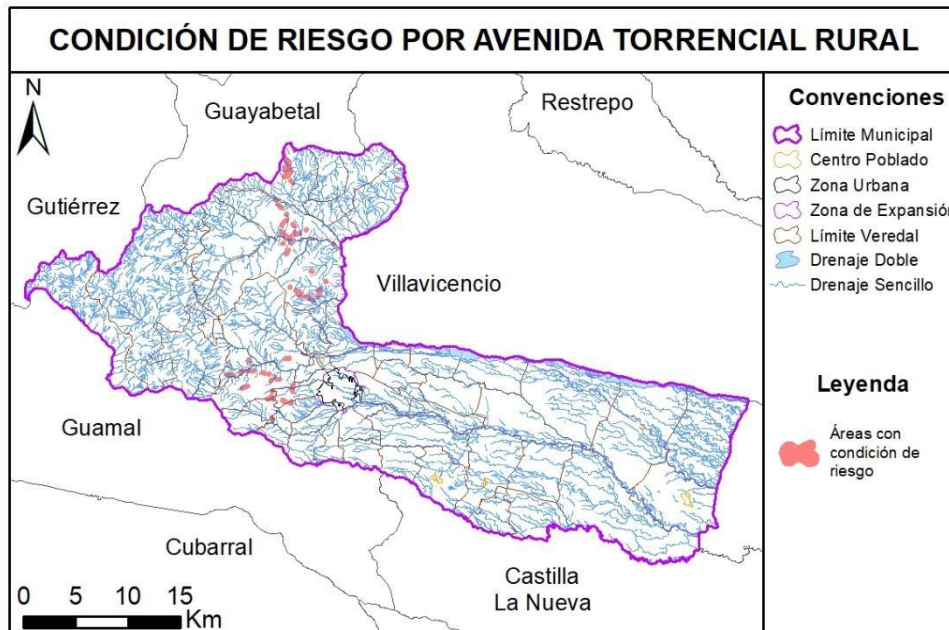 CONDICIÓN DE RIESGO POR AVENIDA TORRENCIAL RURAL
N
Guayabetal
Restrepo
Gutiérrez
Villavicencio
Guamal
Cubarral
Castilla
La Nueva
0 5 10 15
Km
Convenciones
Límite Municipal
Centro Poblado
Zona Urbana
Zona de Expansión
Límite Veredal
Drenaje Doble
Drenaje Sencillo
Leyenda
Áreas con
condición de
riesgo